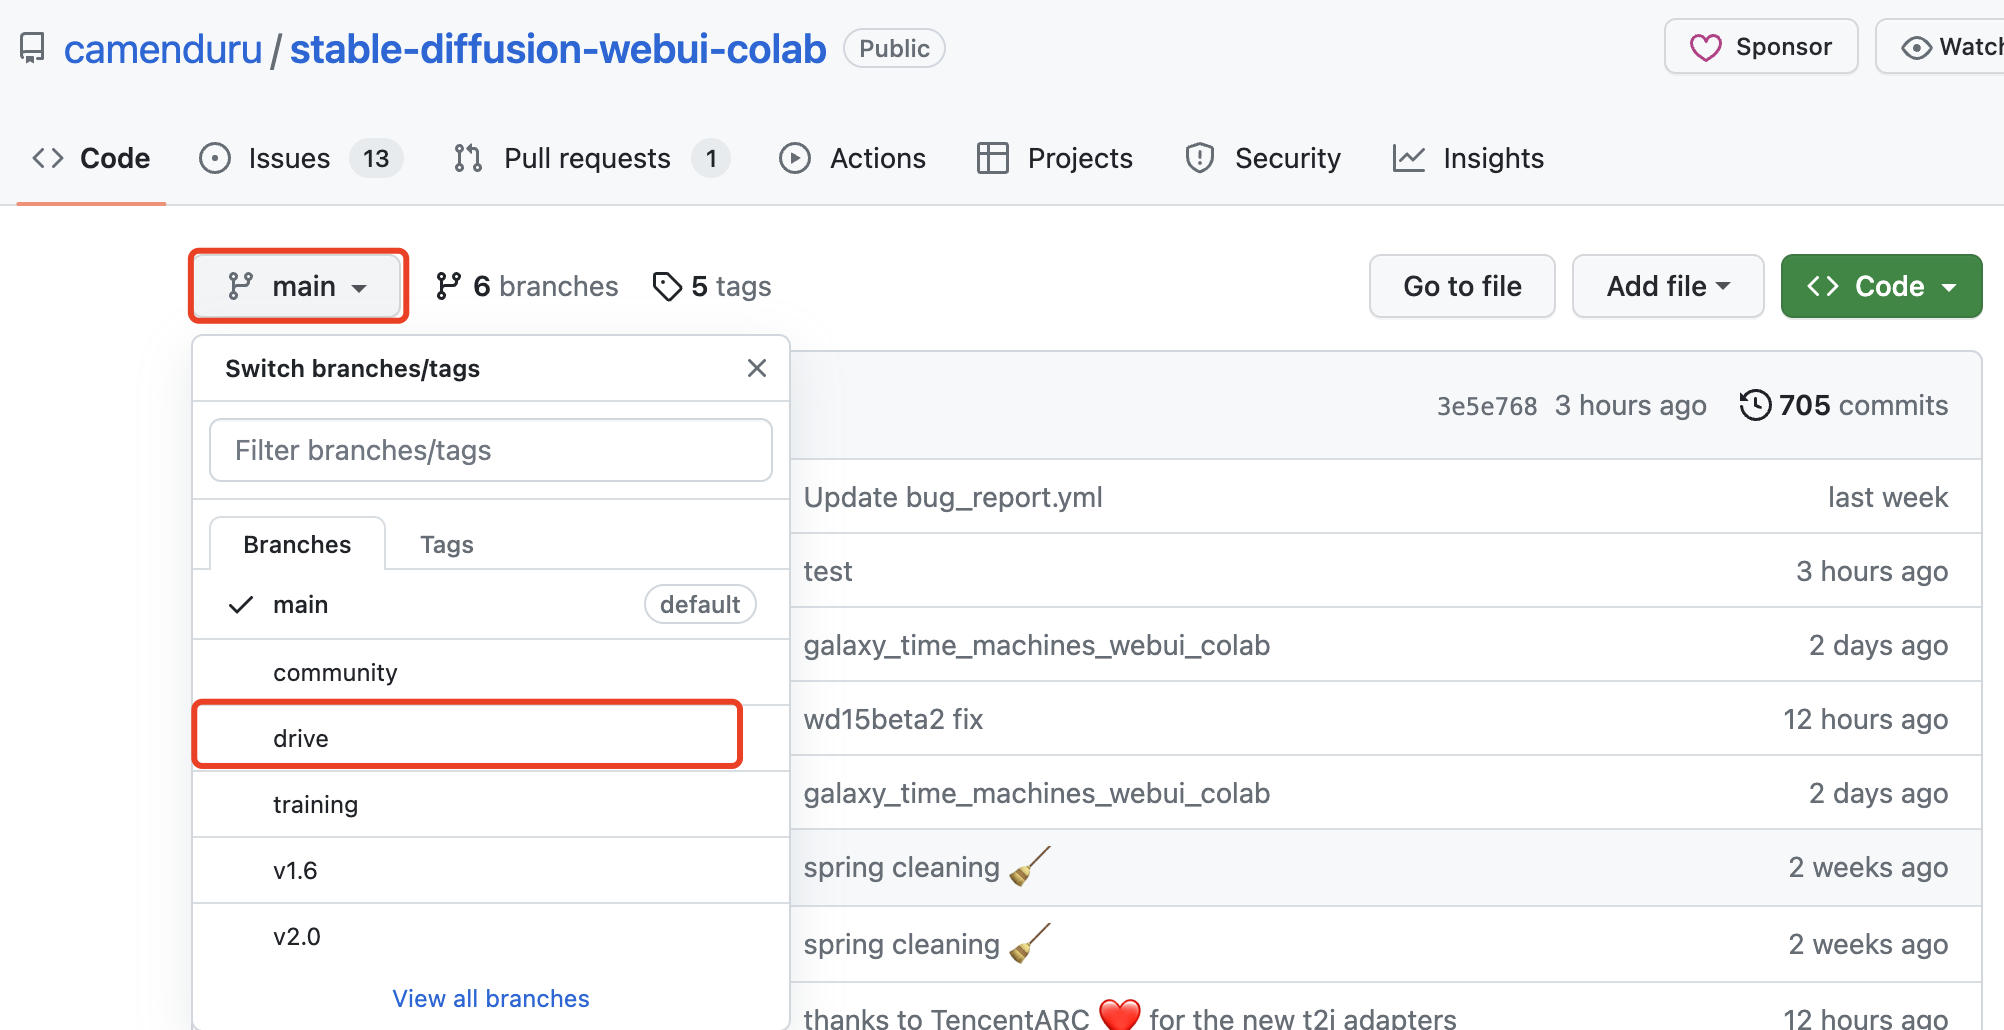 camenduru / stable-diffusion-webui-colab Public Sponsor Watch
Code Issues 13 Pull requests 1 Actions Projects Security Insights
main 6 branches 5 tags Go to file Add file Code
Switch branches/tags
3e5e768 3 hours ago 705 commits
Filter branches/tags
Update bug_report.yml last week
Branches Tags
test 3 hours ago
main default
galaxy_time_machines_webui_colab 2 days ago
community
wd15beta2 fix 12 hours ago
drive
galaxy_time_machines_webui_colab 2 days ago
training
spring cleaning 🧹 2 weeks ago
v1.6
spring cleaning 🧹 2 weeks ago
v2.0
View all branches
thanks to TencentARC ❤️ for the new t2i adapters 12 hours ago